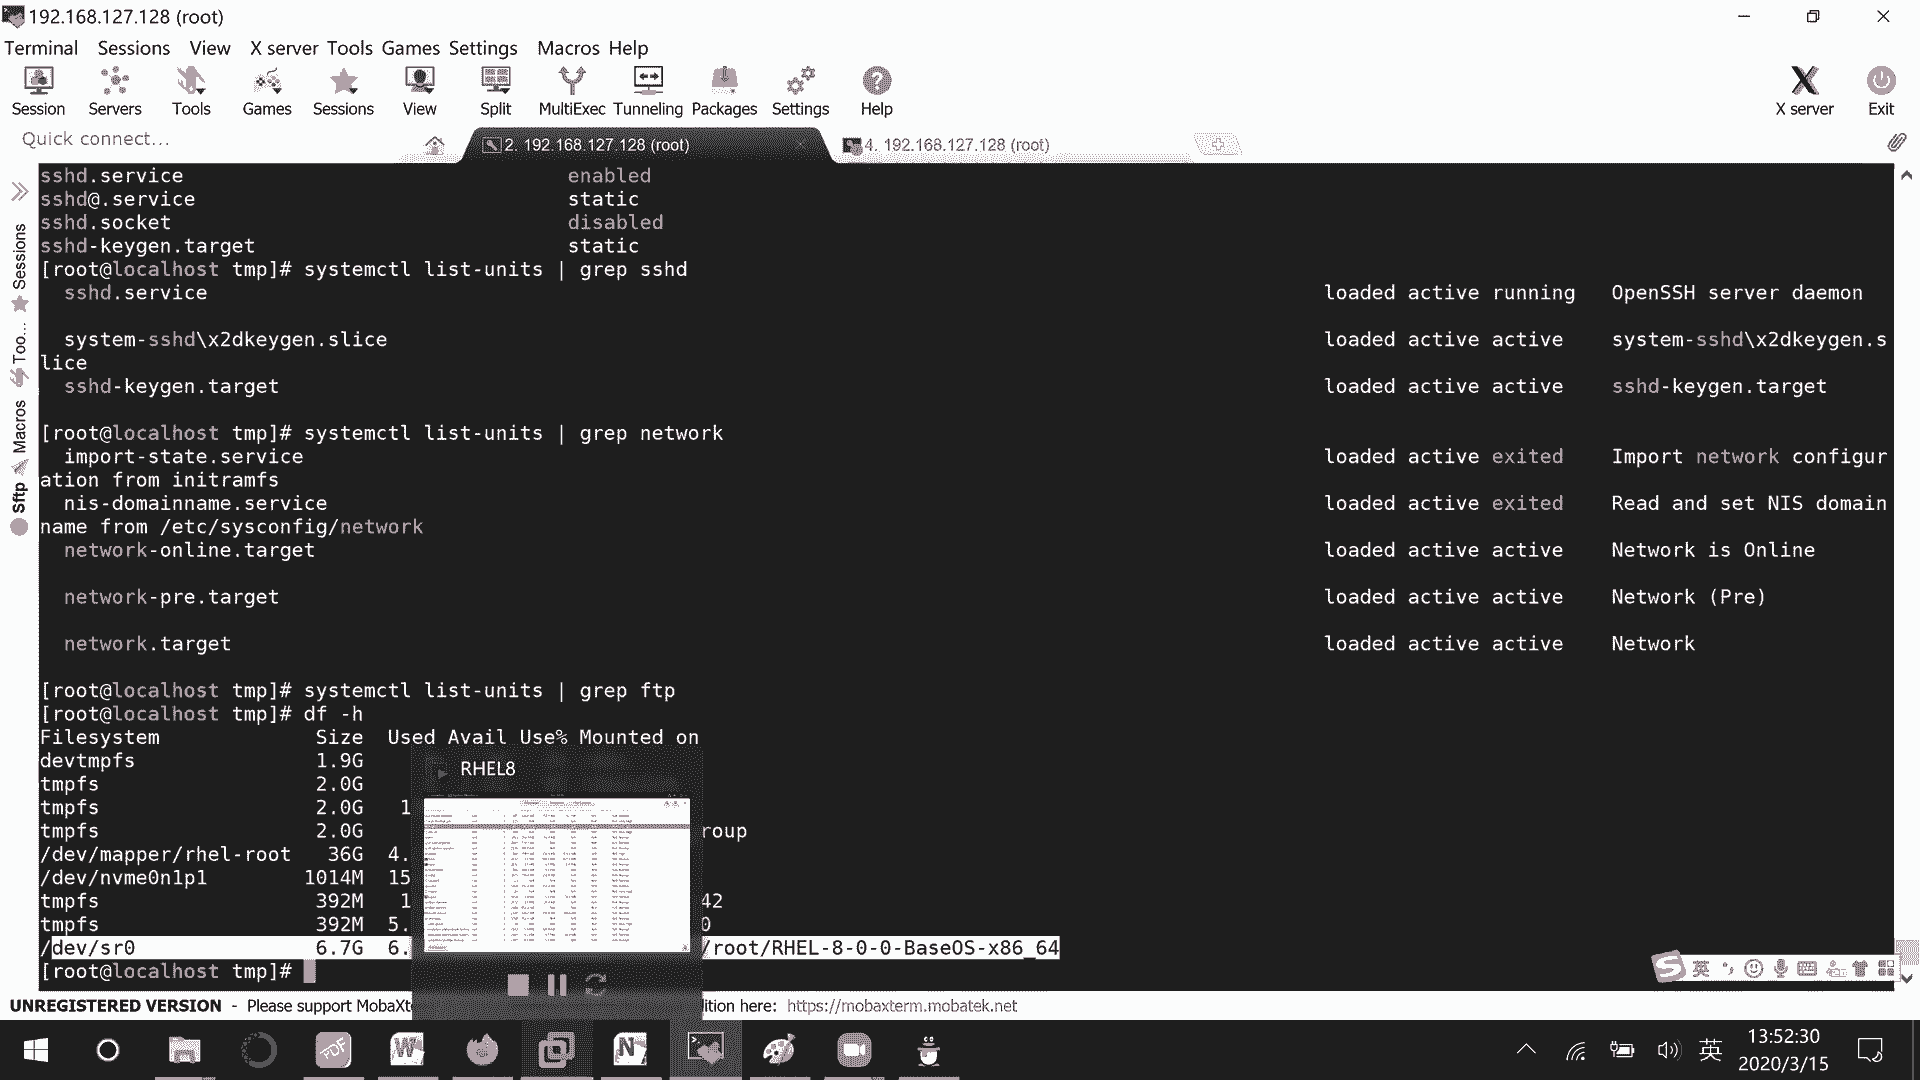 192.168.127.128 (root)
Terminal Sessions View X server Tools Games Settings Macros Help
Session Servers Tools Games Sessions View Split MultiExec Tunneling Packages Settings Help X server Exit
Quick connect... 2. 192.168.127.128 (root) 4. 192.168.127.128 (root)
Sessions
Too...
Macros
Sftp
sshd.service enabled
sshd@.service static
sshd.socket disabled
sshd-keygen.target static
[root@localhost tmp]# systemctl list-units | grep sshd
sshd.service loaded active running OpenSSH server daemon
system-sshd\x2dkeygen.slice loaded active active system-sshd\x2dkeygen.s
lice
sshd-keygen.target loaded active active sshd-keygen.target
[root@localhost tmp]# systemctl list-units | grep network
import-state.service loaded active exited Import network configur
ation from initramfs
nis-domainname.service loaded active exited Read and set NIS domain
name from /etc/sysconfig/network
network-online.target loaded active active Network is Online
network-pre.target loaded active active Network (Pre)
network.target loaded active active Network
[root@localhost tmp]# systemctl list-units | grep ftp
[root@localhost tmp]# df -h
Filesystem Size Used Avail Use% Mounted on
devtmpfs 1.9G
tmpfs 2.0G
tmpfs 2.0G 1
tmpfs 2.0G roup
/dev/mapper/rhel-root 36G 4.
/dev/nvme0n1p1 1014M 15
tmpfs 392M 1 42
tmpfs 392M 5. 0
/dev/sr0 6.7G 6. /root/RHEL-8-0-0-BaseOS-x86_64
[root@localhost tmp]#
RHEL8
英
UNREGISTERED VERSION - Please support MobaXt ition here: https://mobaxterm.mobatek.net
英
13:52:30
2020/3/15